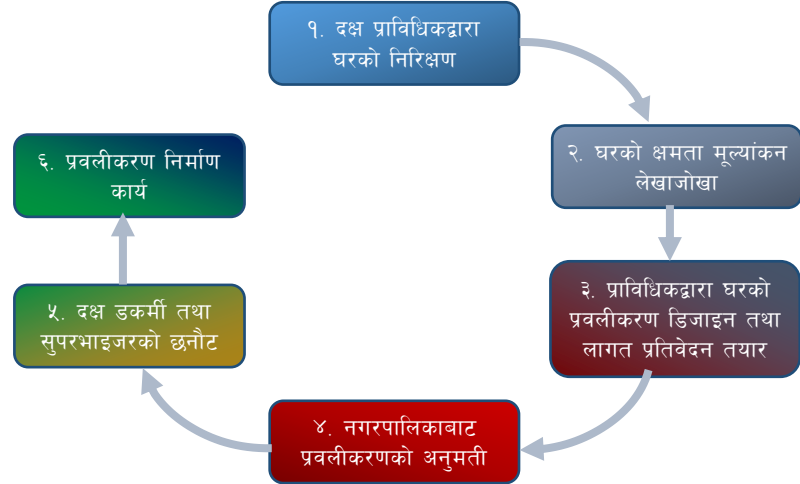 १. दक्ष प्राविधिकद्वारा
घरको निरिक्षण
२. घरको क्षमता मूल्यांकन
लेखाजोखा
३. प्राविधिकद्वारा घरको
प्रवलीकरण डिजाइन तथा
लागत प्रतिवेदन तयार
४. नगरपालिकाबाट
प्रवलीकरणको अनुमती
५. दक्ष डकर्मी तथा
सुपरभाइजरको छनौट
६. प्रवलीकरण निर्माण
कार्य